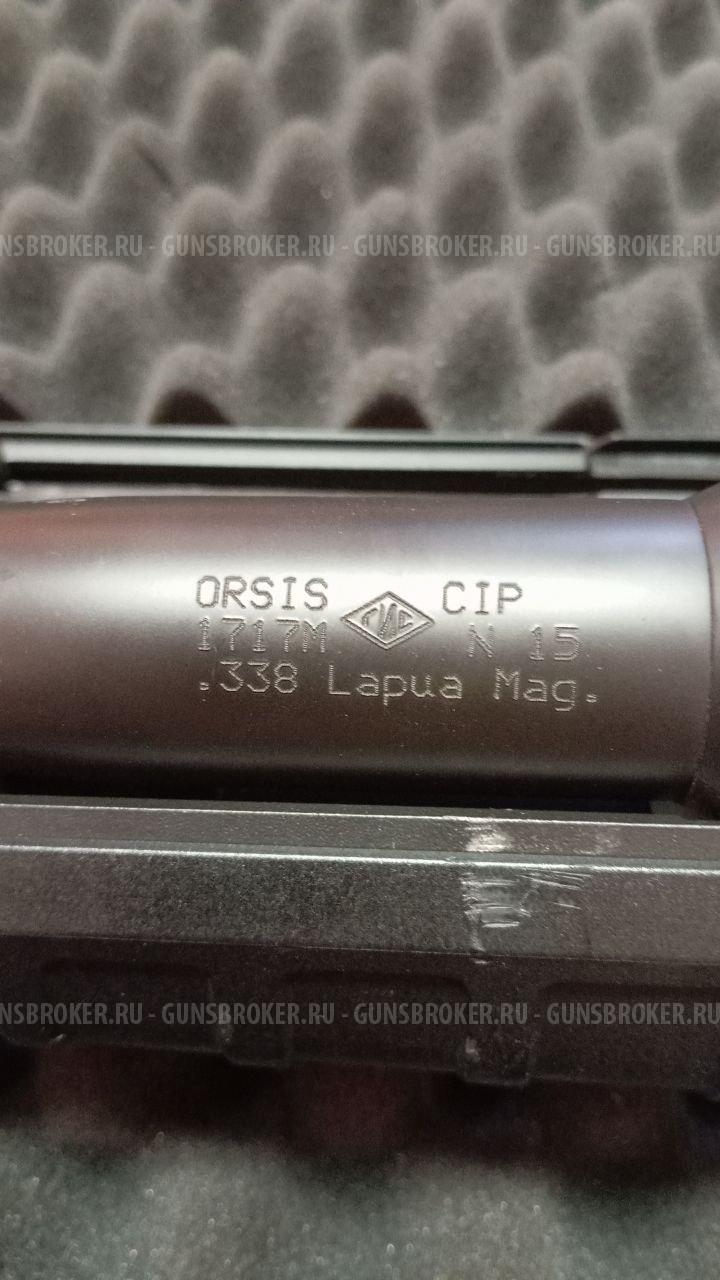 NSBROKER.RU - GUNSBROKER.RU - GUNSBROKER.RU - GUNSBROKER.RU
ORSIS ГИС CIP
1717M N 15
.338 Lapua Mag.
NSBROKER.RU - GUNSBROKER.RU - GUNSBROKER.RU - GUNSBROKER.RU